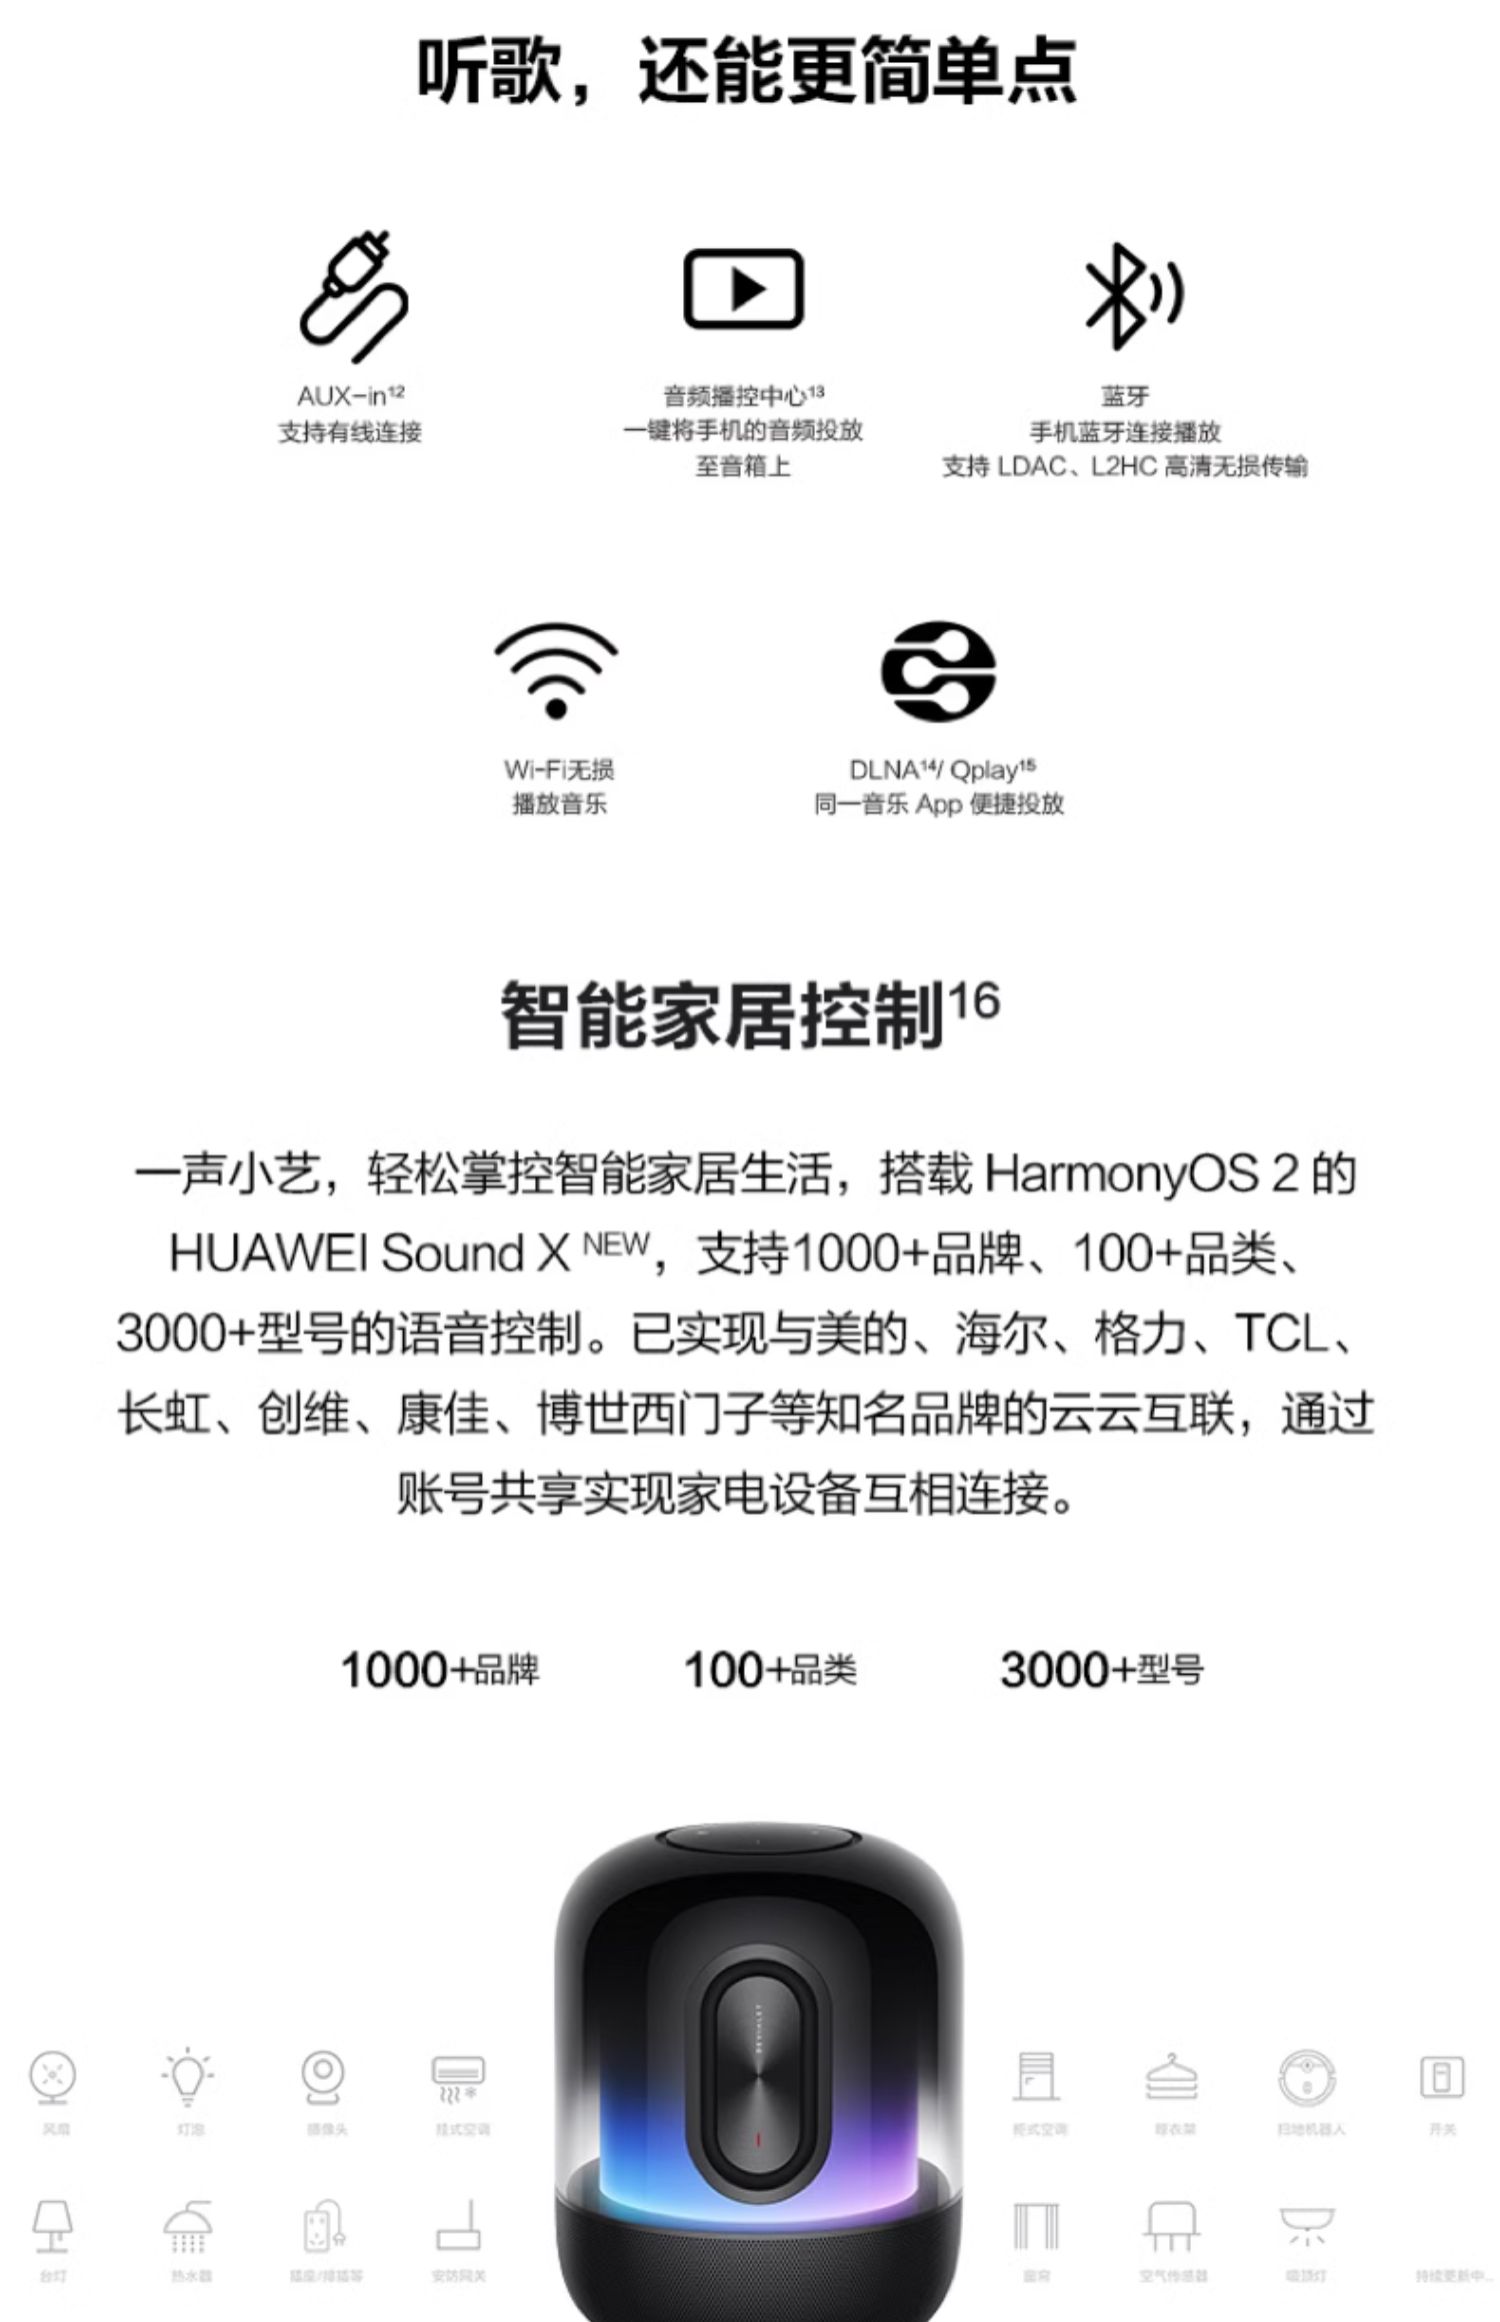 听歌，还能更简单点
AUX-in¹²
支持有线连接
音频播控中心¹³
一键将手机的音频投放
至音箱上
蓝牙
手机蓝牙连接播放
支持 LDAC、L2HC 高清无损传输
Wi-Fi无损
播放音乐
DLNA¹⁴/ Qplay¹⁵
同一音乐 App 便捷投放
智能家居控制¹⁶
一声小艺，轻松掌控智能家居生活，搭载 HarmonyOS 2 的
HUAWEI Sound X NEW，支持1000+品牌、100+品类、
3000+型号的语音控制。已实现与美的、海尔、格力、TCL、
长虹、创维、康佳、博世西门子等知名品牌的云云互联，通过
账号共享实现家电设备互相连接。
1000+品牌 100+品类 3000+型号
DEVIALET
风扇 灯泡 摄像头 挂式空调 柜式空调 晾衣架 扫地机器人 开关
台灯 热水器 插座/排插等 安防网关 窗帘 空气传感器 吸顶灯 持续更新中...